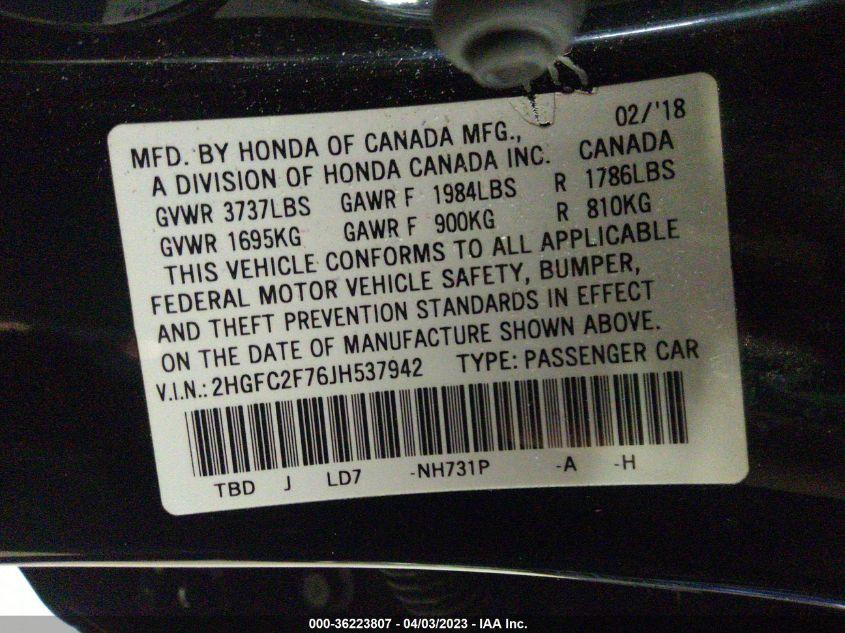 02/'18
MFD. BY HONDA OF CANADA MFG.,
A DIVISION OF HONDA CANADA INC. CANADA
GVWR 3737LBS GAWR F 1984LBS R 1786LBS
GVWR 1695KG GAWR F 900KG R 810KG
THIS VEHICLE CONFORMS TO ALL APPLICABLE
FEDERAL MOTOR VEHICLE SAFETY, BUMPER,
AND THEFT PREVENTION STANDARDS IN EFFECT
ON THE DATE OF MANUFACTURE SHOWN ABOVE.
V.I.N.: 2HGFC2F76JH537942 TYPE: PASSENGER CAR
TBD J LD7 -NH731P -A -H
000-36223807 - 04/03/2023 - IAA Inc.